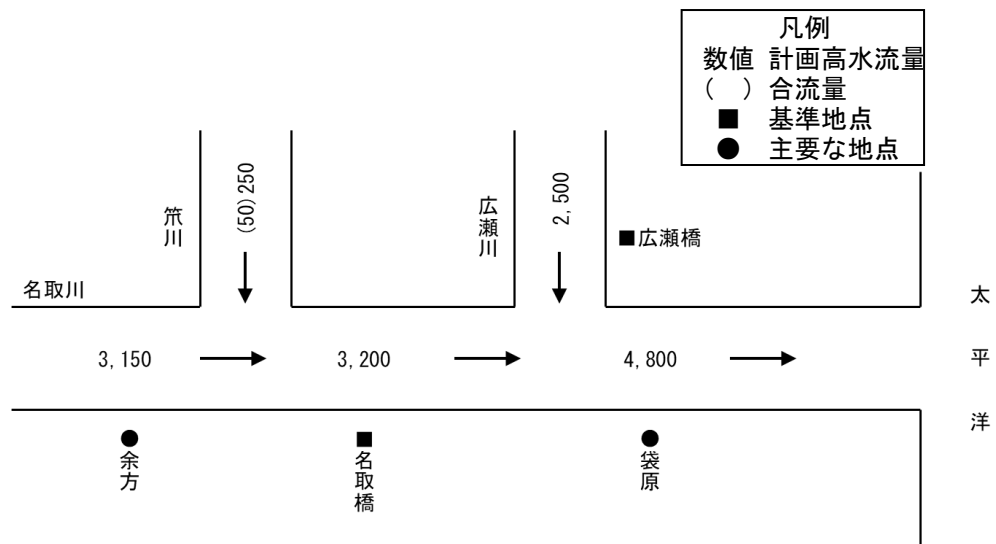 凡例
数値 計画高水流量
( ) 合流量
■ 基準地点
● 主要な地点
笊川
(50)250
広瀬川
2,500
■広瀬橋
名取川
太平洋
3,150
3,200
4,800
●余方
■名取橋
●袋原